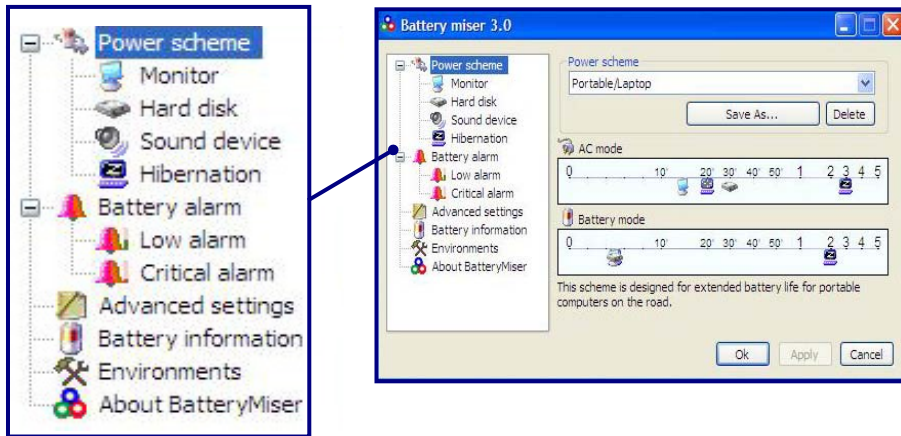 Power scheme
Monitor
Hard disk
Sound device
Hibernation
Battery alarm
Low alarm
Critical alarm
Advanced settings
Battery information
Environments
About BatteryMiser
Battery miser 3.0
Power scheme
Monitor
Hard disk
Sound device
Hibernation
Battery alarm
Low alarm
Critical alarm
Advanced settings
Battery information
Environments
About BatteryMiser
Power scheme
Portable/Laptop
Save As... Delete
AC mode
0 10' 20' 30' 40' 50' 1 2 3 4 5
Battery mode
0 10' 20' 30' 40' 50' 1 2 3 4 5
This scheme is designed for extended battery life for portable
computers on the road.
Ok Apply Cancel